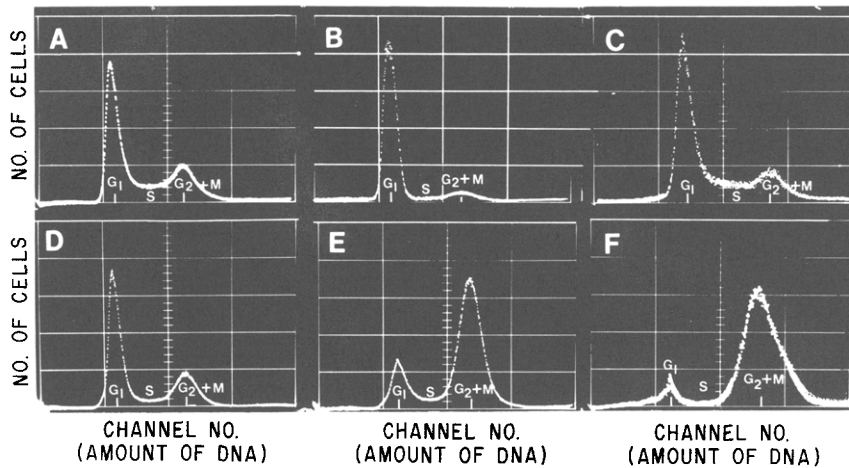 A
B
C
NO. OF CELLS
G1 S G2+M
G1 S G2+M
G1 S G2+M
D
E
F
NO. OF CELLS
G1 S G2+M
G1 S G2+M
G1 S G2+M
CHANNEL NO.
(AMOUNT OF DNA)
CHANNEL NO.
(AMOUNT OF DNA)
CHANNEL NO.
(AMOUNT OF DNA)